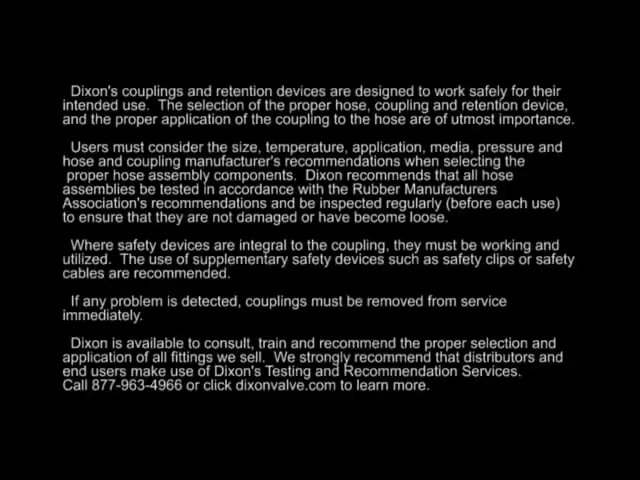 Dixon's couplings and retention devices are designed to work safely for their
intended use. The selection of the proper hose, coupling and retention device,
and the proper application of the coupling to the hose are of utmost importance.
Users must consider the size, temperature, application, media, pressure and
hose and coupling manufacturer's recommendations when selecting the
proper hose assembly components. Dixon recommends that all hose
assemblies be tested in accordance with the Rubber Manufacturers
Association's recommendations and be inspected regularly (before each use)
to ensure that they are not damaged or have become loose.
Where safety devices are integral to the coupling, they must be working and
utilized. The use of supplementary safety devices such as safety clips or safety
cables are recommended.
If any problem is detected, couplings must be removed from service
immediately.
Dixon is available to consult, train and recommend the proper selection and
application of all fittings we sell. We strongly recommend that distributors and
end users make use of Dixon's Testing and Recommendation Services.
Call 877-963-4966 or click dixonvalve.com to learn more.